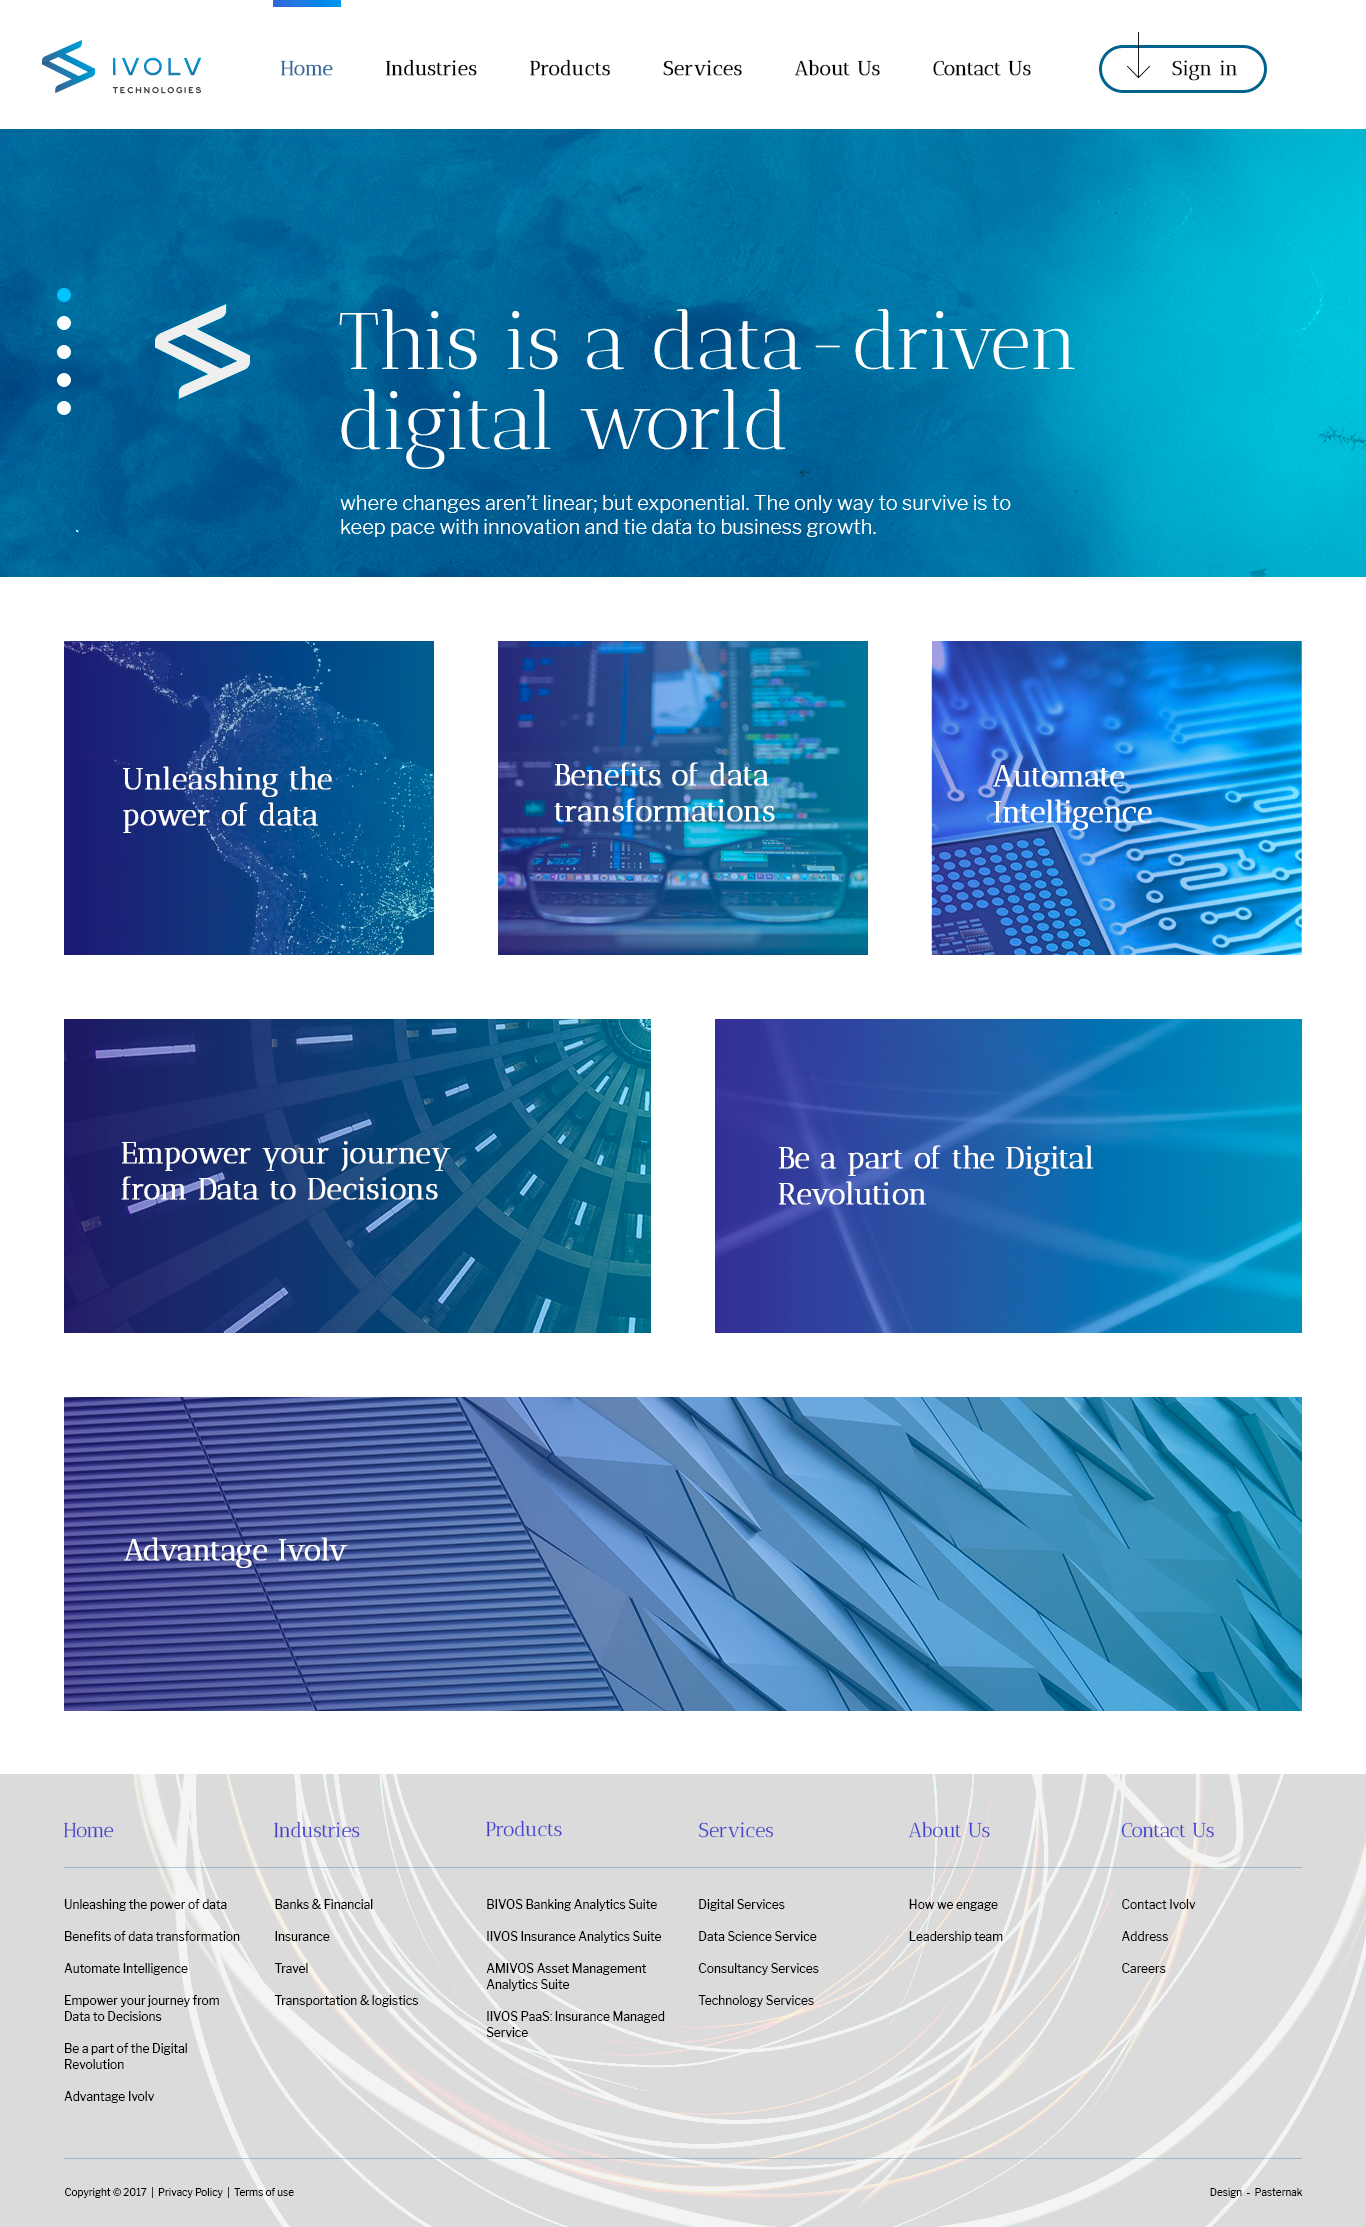 IVOLV
TECHNOLOGIES
Home Industries Products Services About Us Contact Us Sign in
This is a data-driven
digital world
where changes aren't linear; but exponential. The only way to survive is to
keep pace with innovation and tie data to business growth.
Unleashing the
power of data
Benefits of data
transformations
Automate
Intelligence
Empower your journey
from Data to Decisions
Be a part of the Digital
Revolution
Advantage Ivolv
Home
Unleashing the power of data
Benefits of data transformation
Automate Intelligence
Empower your journey from
Data to Decisions
Be a part of the Digital
Revolution
Advantage Ivolv
Industries
Banks & Financial
Insurance
Travel
Transportation & logistics
Products
BIVOS Banking Analytics Suite
IIVOS Insurance Analytics Suite
AMIVOS Asset Management
Analytics Suite
IIVOS PaaS: Insurance Managed
Service
Services
Digital Services
Data Science Service
Consultancy Services
Technology Services
About Us
How we engage
Leadership team
Contact Us
Contact Ivolv
Address
Careers
Copyright © 2017 | Privacy Policy | Terms of use
Design - Pasternak